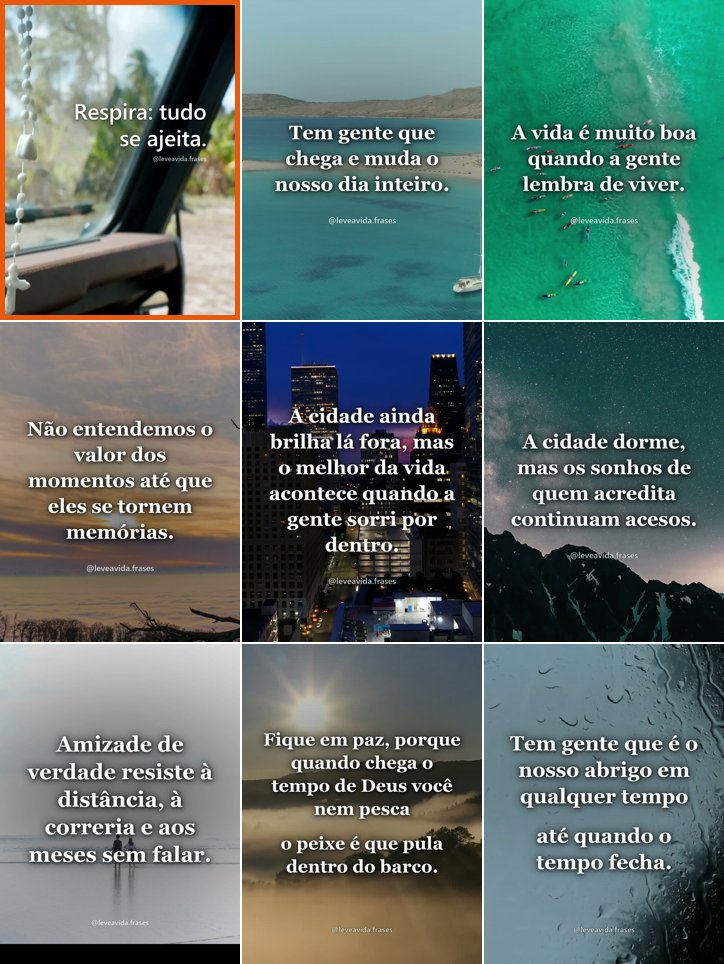 Respira: tudo
se ajeita.
@leveavida.frases
Tem gente que
chega e muda o
nosso dia inteiro.
@leveavida.frases
A vida é muito boa
quando a gente
lembra de viver.
@leveavida.frases
Não entendemos o
valor dos
momentos até que
eles se tornem
memórias.
@leveavida.frases
A cidade ainda
brilha lá fora, mas
o melhor da vida
acontece quando a
gente sorri por
dentro.
@leveavida.frases
A cidade dorme,
mas os sonhos de
quem acredita
continuam acesos.
@leveavida.frases
Amizade de
verdade resiste à
distância, à
correria e aos
meses sem falar.
@leveavida.frases
Fique em paz, porque
quando chega o
tempo de Deus você
nem pesca
o peixe é que pula
dentro do barco.
@leveavida.frases
Tem gente que é o
nosso abrigo em
qualquer tempo
até quando o
tempo fecha.
@leveavida.frases